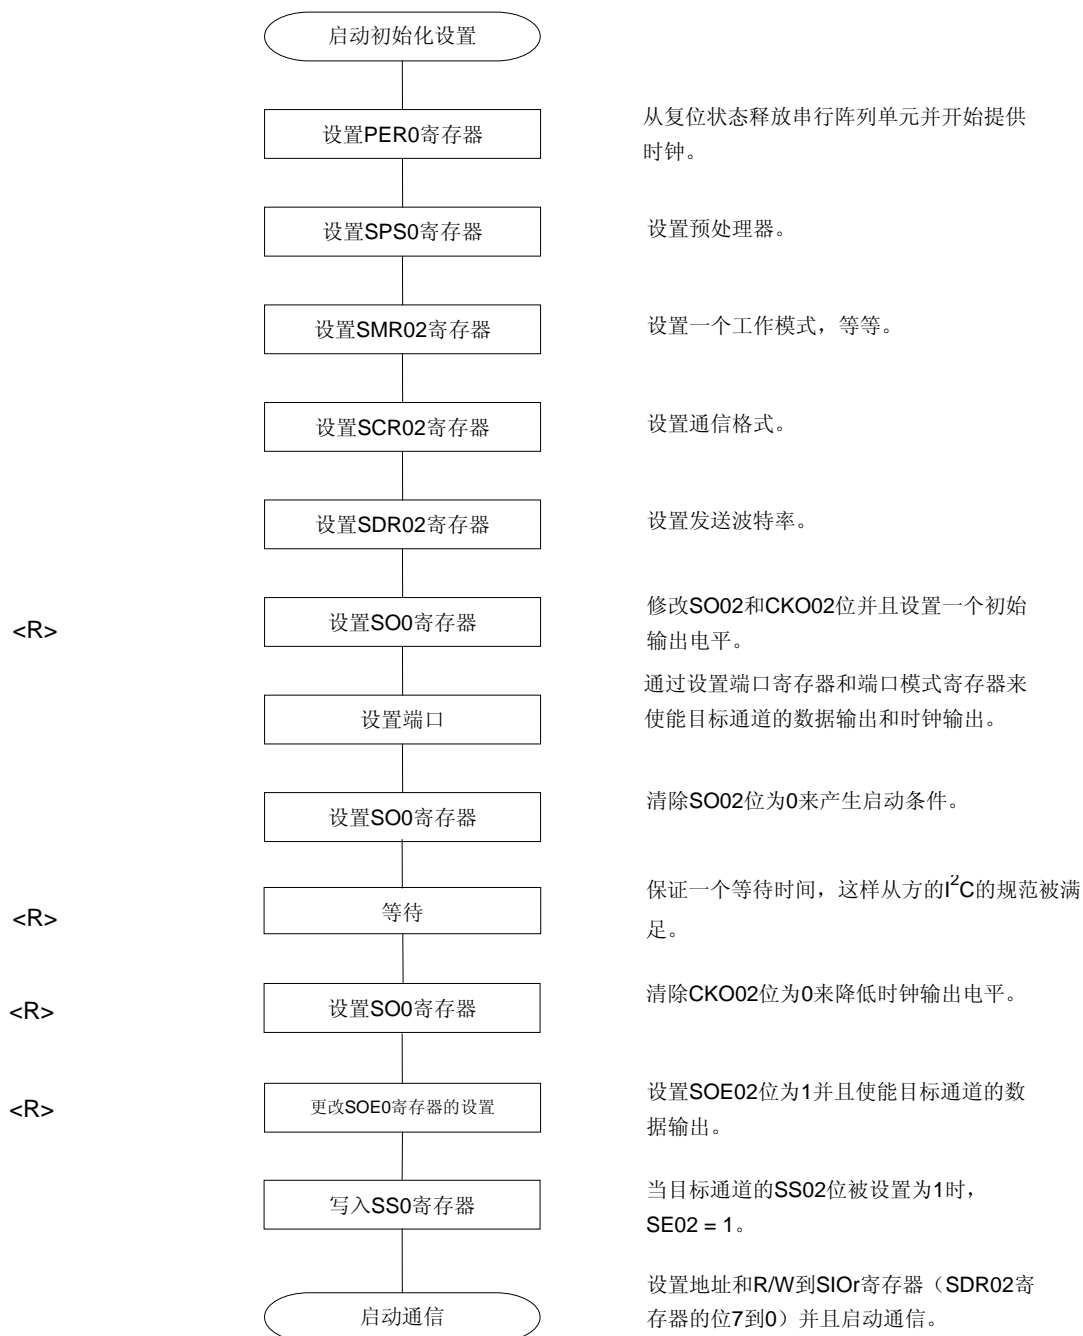 启动初始化设置
设置PER0寄存器
从复位状态释放串行阵列单元并开始提供
时钟。
设置SPS0寄存器
设置预处理器。
设置SMR02寄存器
设置一个工作模式，等等。
设置SCR02寄存器
设置通信格式。
设置SDR02寄存器
设置发送波特率。
<R>
设置SO0寄存器
修改SO02和CKO02位并且设置一个初始
输出电平。
设置端口
通过设置端口寄存器和端口模式寄存器来
使能目标通道的数据输出和时钟输出。
设置SO0寄存器
清除SO02位为0来产生启动条件。
<R>
等待
保证一个等待时间，这样从方的I²C的规范被满
足。
<R>
设置SO0寄存器
清除CKO02位为0来降低时钟输出电平。
<R>
更改SOE0寄存器的设置
设置SOE02位为1并且使能目标通道的数
据输出。
写入SS0寄存器
当目标通道的SS02位被设置为1时，
SE02 = 1。
启动通信
设置地址和R/W到SIOr寄存器（SDR02寄
存器的位7到0）并且启动通信。